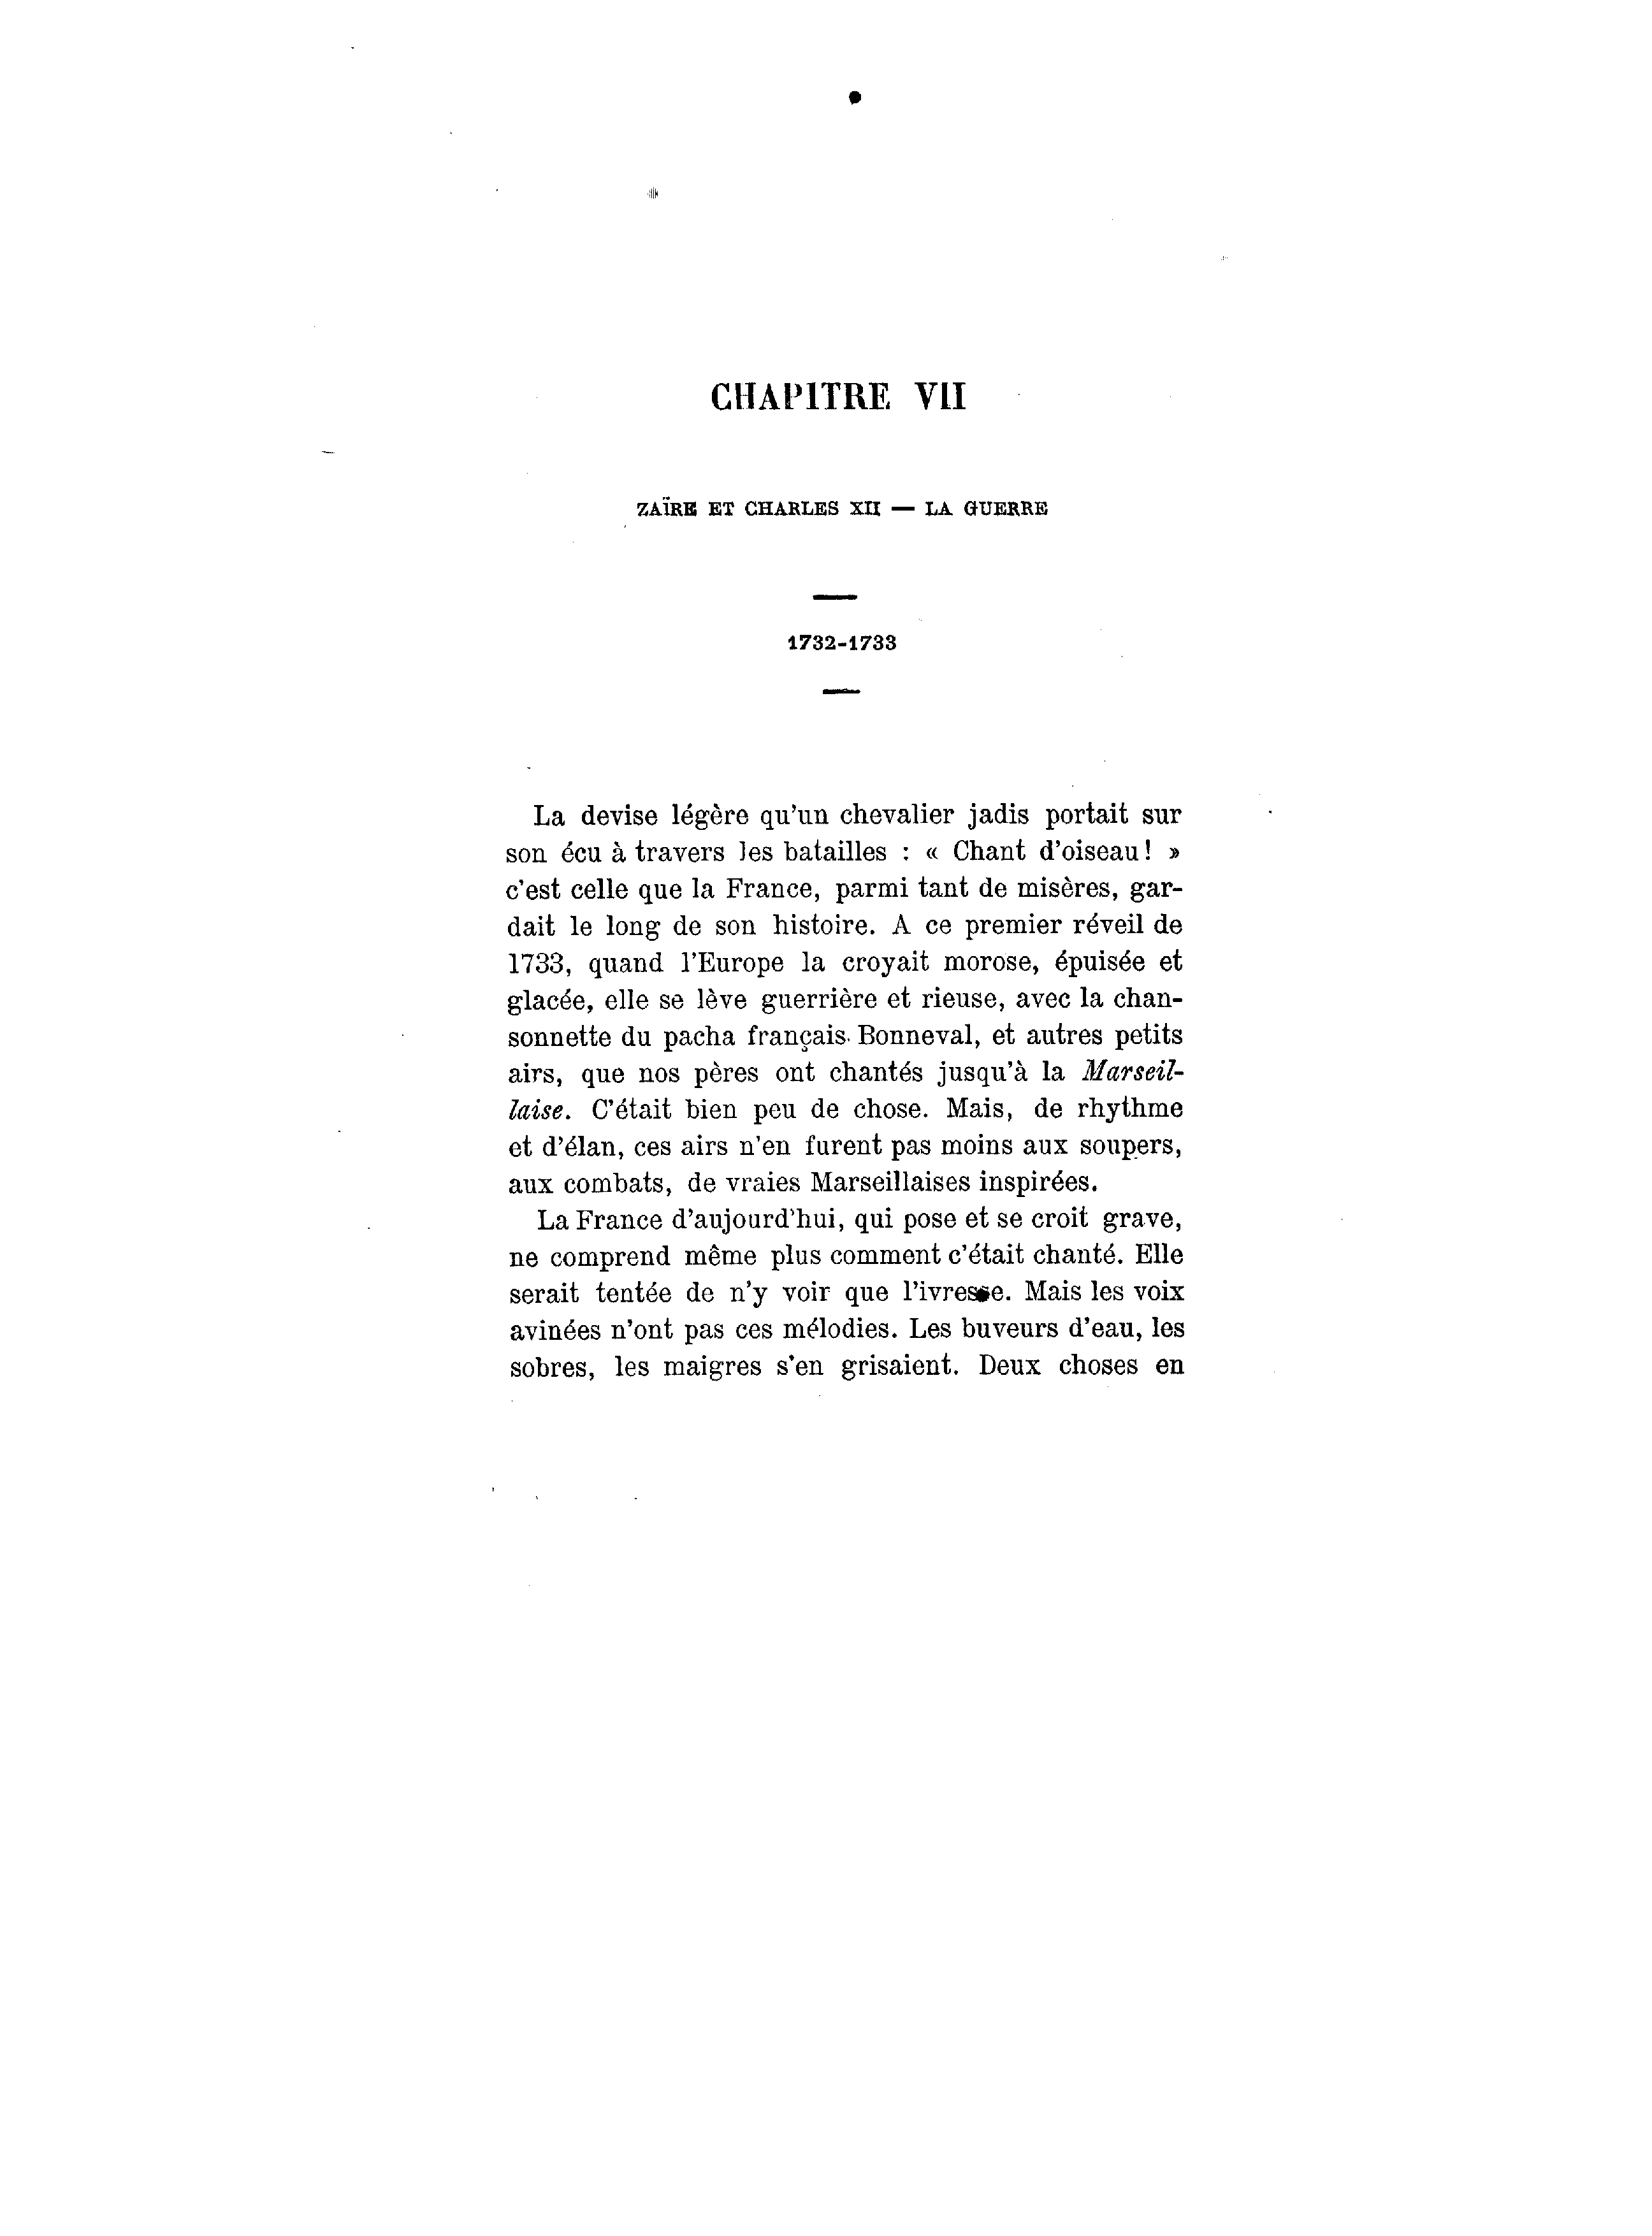 CHAPITRE VII
ZAÏRE ET CHARLES XII — LA GUERRE
1732-1733
La devise légère qu'un chevalier jadis portait sur
son écu à travers les batailles : « Chant d'oiseau! »
c'est celle que la France, parmi tant de misères, gar-
dait le long de son histoire. A ce premier réveil de
1733, quand l'Europe la croyait morose, épuisée et
glacée, elle se lève guerrière et rieuse, avec la chan-
sonnette du pacha français Bonneval, et autres petits
airs, que nos pères ont chantés jusqu'à la Marseil-
laise. C'était bien peu de chose. Mais, de rhythme
et d'élan, ces airs n'en furent pas moins aux soupers,
aux combats, de vraies Marseillaises inspirées.
La France d'aujourd'hui, qui pose et se croit grave,
ne comprend même plus comment c'était chanté. Elle
serait tentée de n'y voir que l'ivresse. Mais les voix
avinées n'ont pas ces mélodies. Les buveurs d'eau, les
sobres, les maigres s'en grisaient. Deux choses en